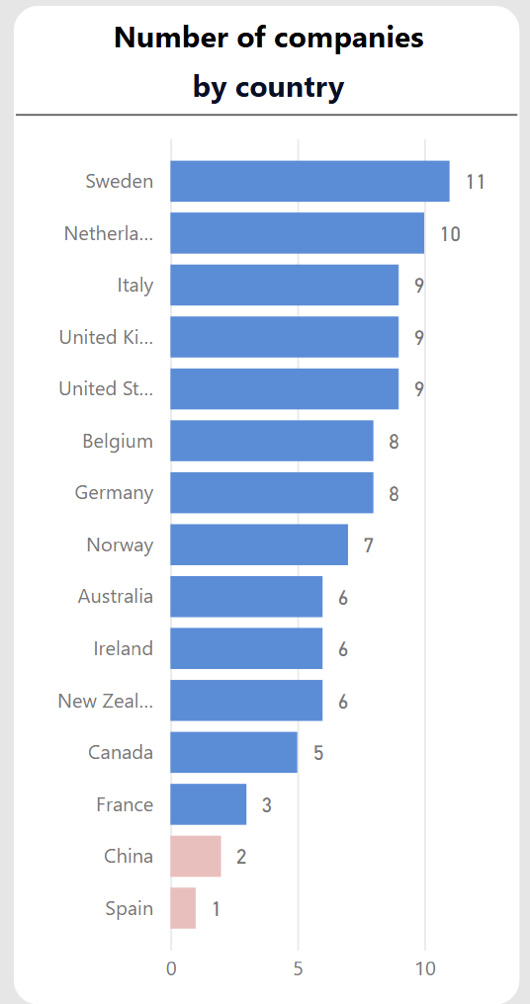 Number of companies
by country
Sweden 11
Netherla... 10
Italy 9
United Ki... 9
United St... 9
Belgium 8
Germany 8
Norway 7
Australia 6
Ireland 6
New Zeal... 6
Canada 5
France 3
China 2
Spain 1
0 5 10